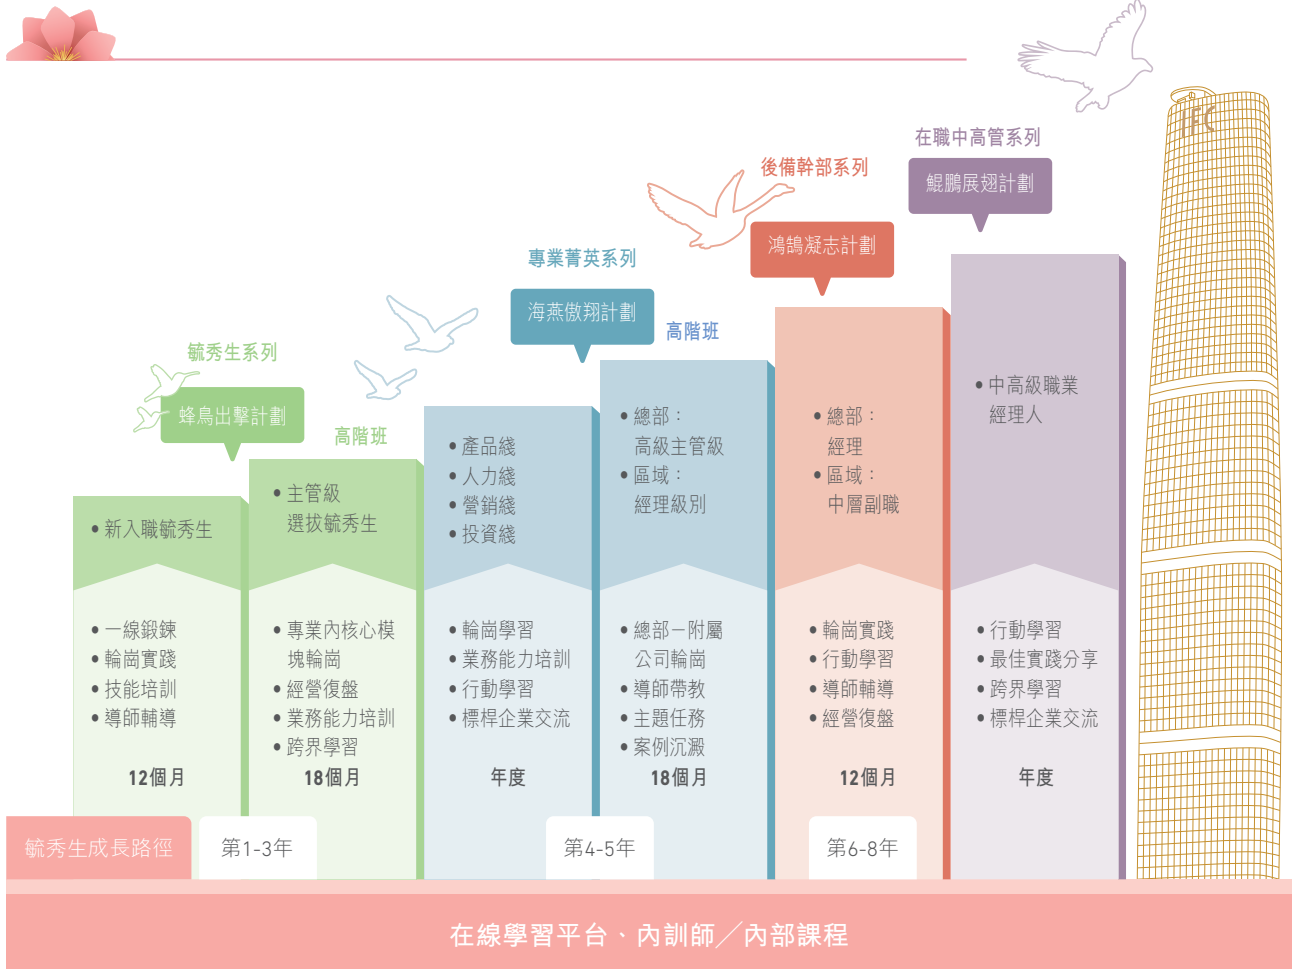 IFC
在職中高管系列
鯤鵬展翅計劃
後備幹部系列
鴻鵠凝志計劃
專業菁英系列
海燕傲翔計劃
高階班
毓秀生系列
蜂鳥出擊計劃
高階班
• 新入職毓秀生
• 一線鍛鍊
• 輪崗實踐
• 技能培訓
• 導師輔導
12個月
• 主管級
選拔毓秀生
• 專業內核心模
塊輪崗
• 經營復盤
• 業務能力培訓
• 跨界學習
18個月
• 產品綫
• 人力綫
• 營銷綫
• 投資綫
• 輪崗學習
• 業務能力培訓
• 行動學習
• 標桿企業交流
年度
• 總部：
高級主管級
• 區域：
經理級別
• 總部－附屬
公司輪崗
• 導師帶教
• 主題任務
• 案例沉澱
18個月
• 總部：
經理
• 區域：
中層副職
• 輪崗實踐
• 行動學習
• 導師輔導
• 經營復盤
12個月
• 中高級職業
經理人
• 行動學習
• 最佳實踐分享
• 跨界學習
• 標桿企業交流
年度
毓秀生成長路徑
第1-3年
第4-5年
第6-8年
在線學習平台、內訓師／內部課程